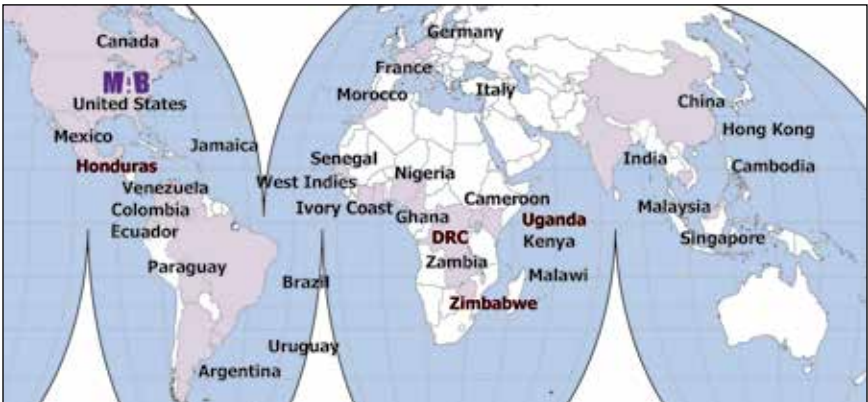 Canada
M B
United States
Mexico
Jamaica
Honduras
Venezuela
West Indies
Colombia
Ecuador
Paraguay
Brazil
Uruguay
Argentina
Germany
France
Italy
Morocco
Senegal
Nigeria
Ivory Coast
Ghana
Cameroon
Uganda
DRC
Kenya
Zambia
Malawi
Zimbabwe
China
Hong Kong
India
Cambodia
Malaysia
Singapore